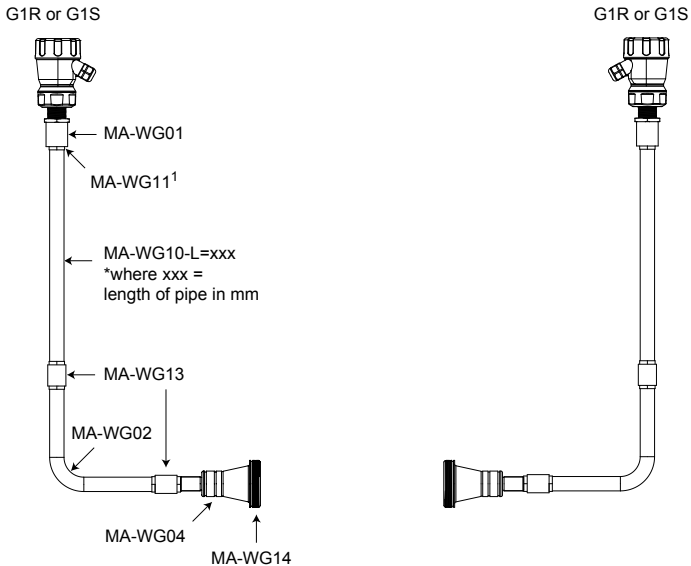 G1R or G1S
G1R or G1S
MA-WG01
MA-WG11¹
MA-WG10-L=xxx
*where xxx =
length of pipe in mm
MA-WG13
MA-WG02
MA-WG04
MA-WG14